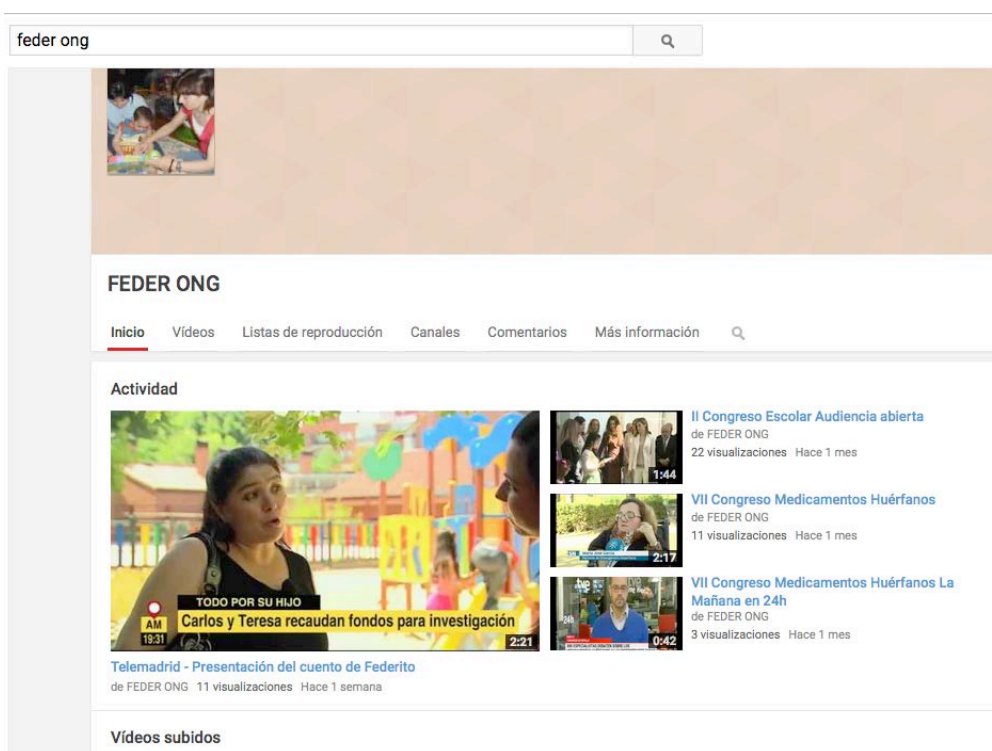 feder ong
FEDER ONG
Inicio Vídeos Listas de reproducción Canales Comentarios Más información
Actividad
TODO POR SU HIJO
AM
19:31
Carlos y Teresa recaudan fondos para investigación
2:21
Telemadrid - Presentación del cuento de Federito
de FEDER ONG 11 visualizaciones Hace 1 semana
1:44
II Congreso Escolar Audiencia abierta
de FEDER ONG
22 visualizaciones Hace 1 mes
2:17
VII Congreso Medicamentos Huérfanos
de FEDER ONG
11 visualizaciones Hace 1 mes
tve
24h
0:42
VII Congreso Medicamentos Huérfanos La
Mañana en 24h
de FEDER ONG
3 visualizaciones Hace 1 mes
Vídeos subidos